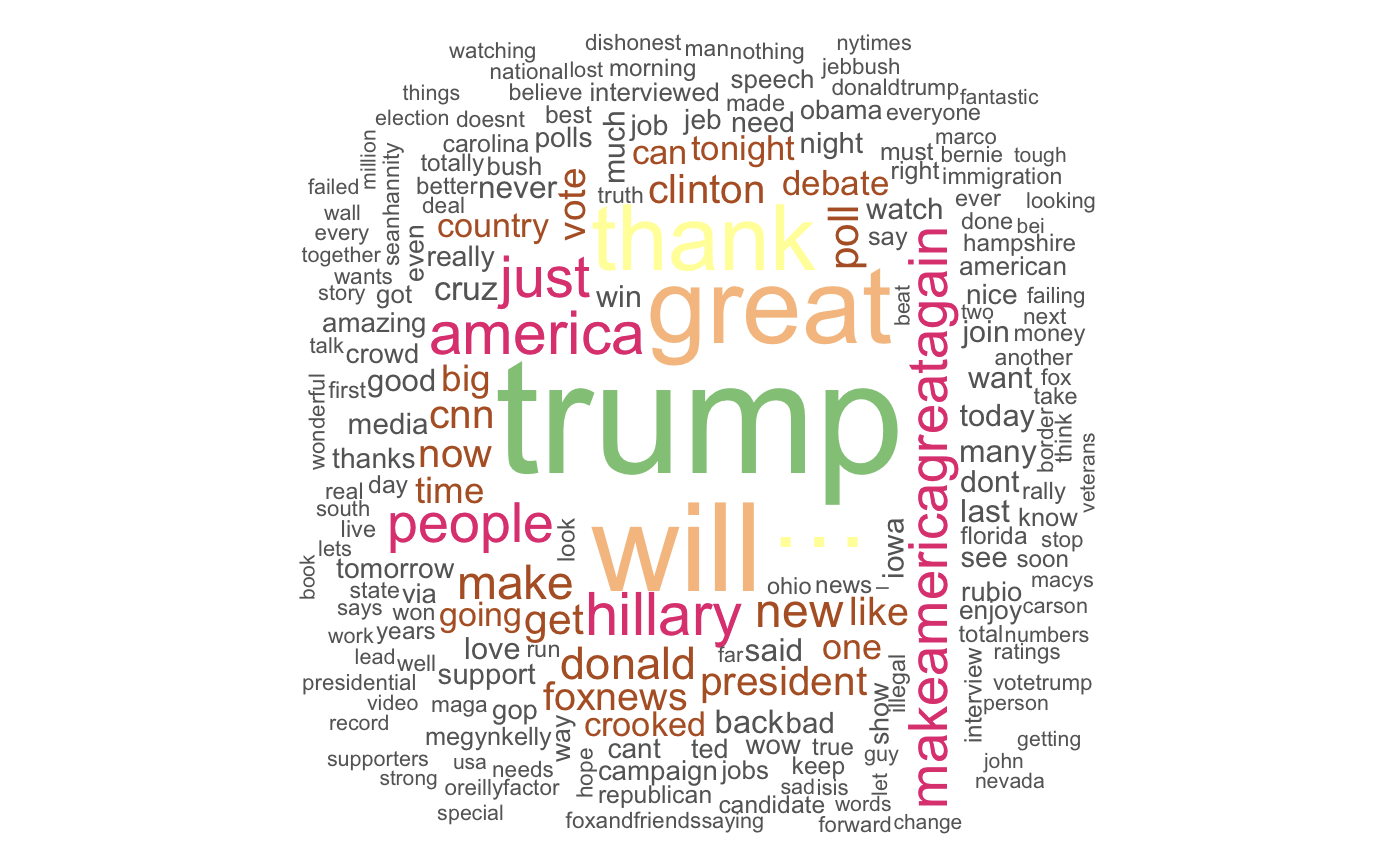 watching dishonest man nothing nytimes
national lost morning speech jebbush
things believe interviewed made donaldtrump fantastic
election doesnt best much job jeb need obama everyone
million carolina polls can tonight night marco
seanhannity totally bush vote must bernie tough
failed better never truth clinton debate right immigration
wall deal country thank poll watch ever looking
every even really say done bei
together just makeamericagreatagain hampshire
wants cruz win great beat american
story got nice failing
amazing america two next
talk crowd join money
wonderful first good big trump another
want fox
media cnn take
thanks now today
many border think veterans
real day time dont rally
south people look will … iowa last know
live florida stop
lets see soon
book tomorrow make ohio news – macys
state via rubio
says won going get hillary new like enjoy carson
work years total numbers
lead well love run far said one illegal interview ratings
presidential support donald president show votetrump
video maga gop foxnews person
record way crooked back bad
megynkelly cant ted wow true guy getting
supporters usa needs hope campaign jobs keep let john
strong oreillyfactor republican sad isis nevada
special candidate words
foxandfriends saying forward change